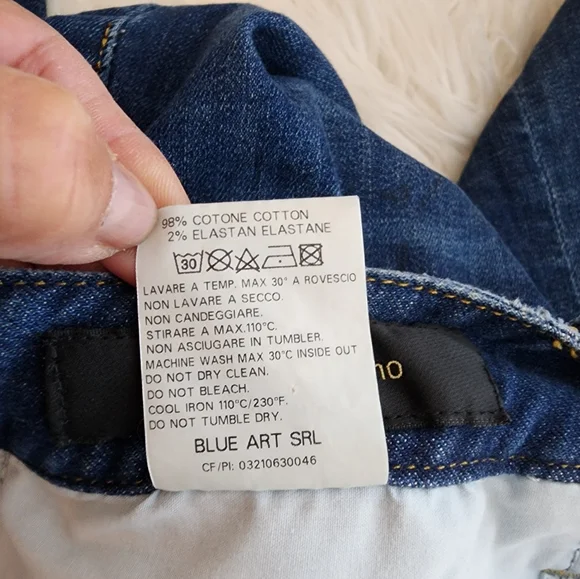 98% COTONE COTTON
2% ELASTAN ELASTANE
30
LAVARE A TEMP. MAX 30° A ROVESCIO
NON LAVARE A SECCO.
NON CANDEGGIARE.
STIRARE A MAX.110°C.
NON ASCIUGARE IN TUMBLER.
MACHINE WASH MAX 30°C INSIDE OUT
DO NOT DRY CLEAN.
DO NOT BLEACH.
COOL IRON 110°C/230°F.
DO NOT TUMBLE DRY.
BLUE ART SRL
CF/PI: 03210630046